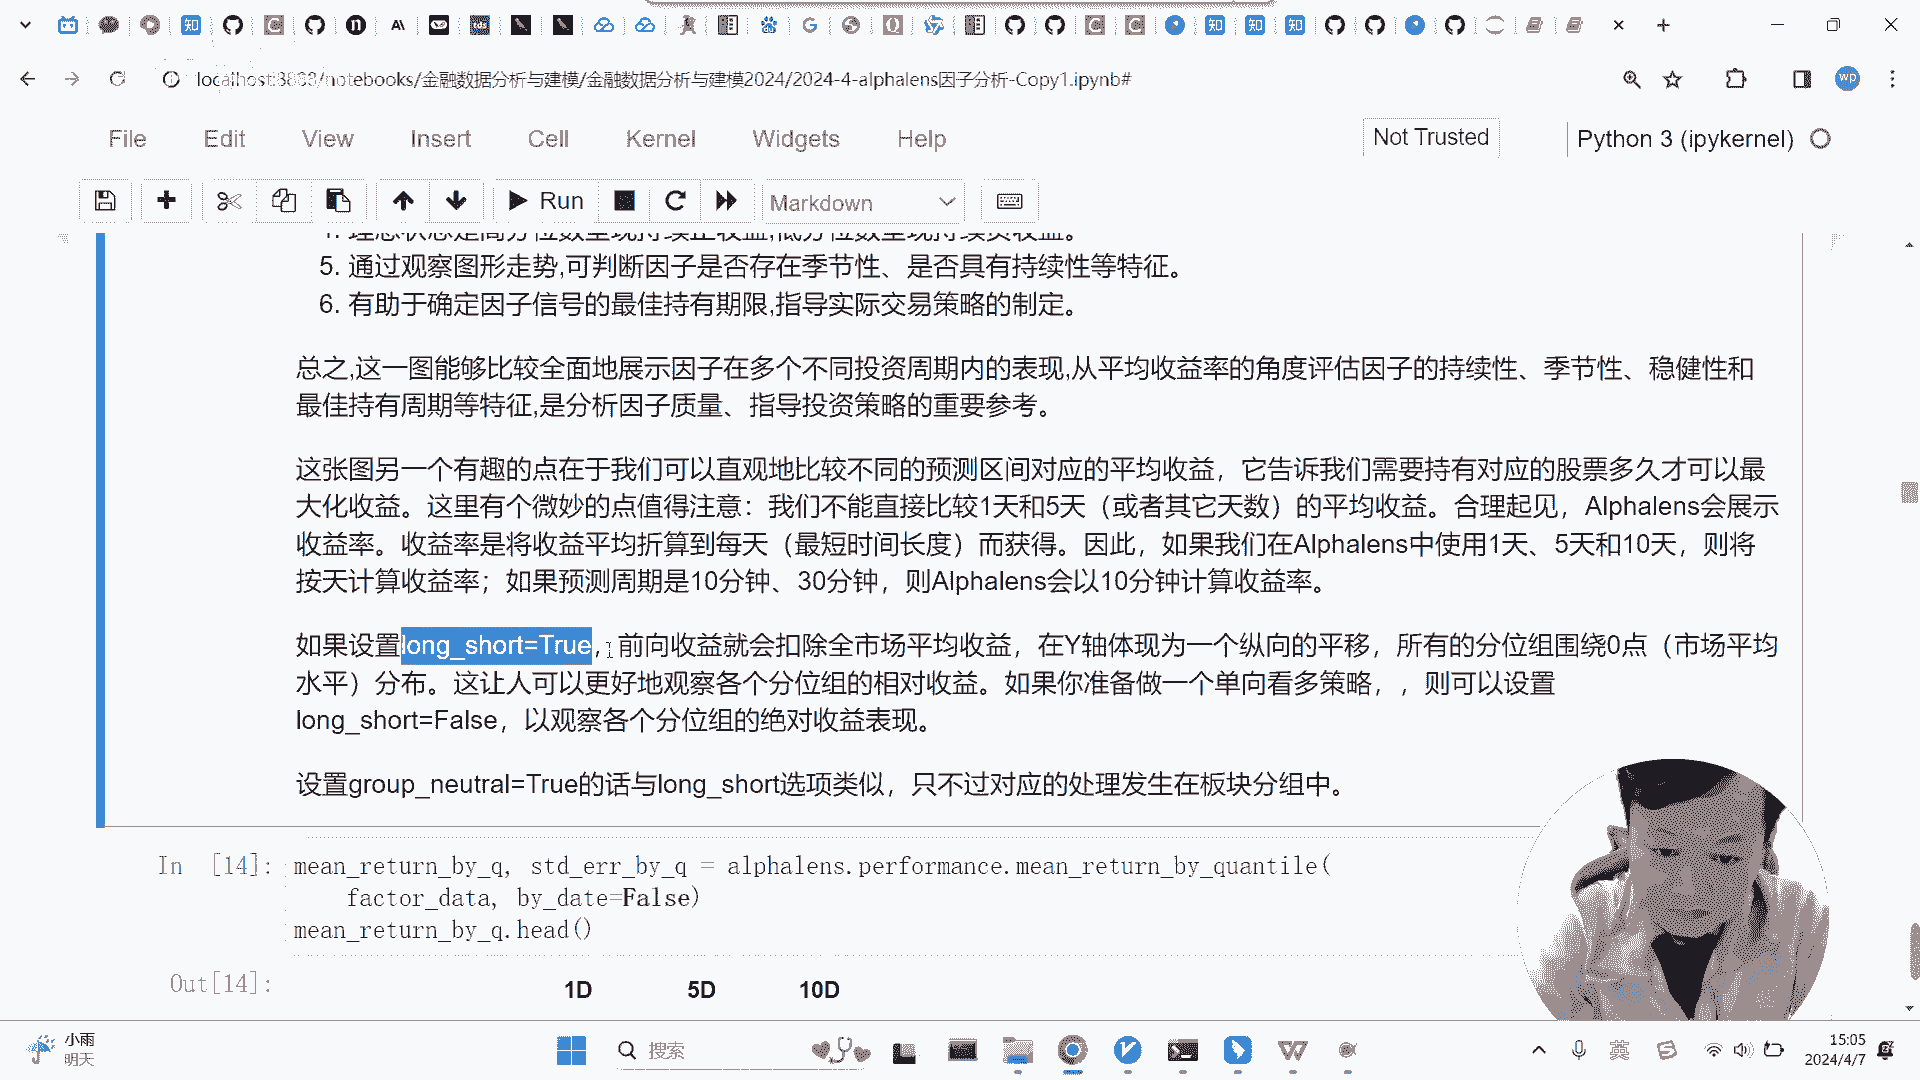 localhost:8888/notebooks/金融数据分析与建模/金融数据分析与建模2024/2024-4-alphalens因子分析-Copy1.ipynb#
wp
File Edit View Insert Cell Kernel Widgets Help
Not Trusted
Python 3 (ipykernel)
Run
Markdown
5. 通过观察图形走势,可判断因子是否存在季节性、是否具有持续性等特征。
6. 有助于确定因子信号的最佳持有期限,指导实际交易策略的制定。
总之,这一图能够比较全面地展示因子在多个不同投资周期内的表现,从平均收益率的角度评估因子的持续性、季节性、稳健性和
最佳持有周期等特征,是分析因子质量、指导投资策略的重要参考。
这张图另一个有趣的点在于我们可以直观地比较不同的预测区间对应的平均收益，它告诉我们需要持有对应的股票多久才可以最
大化收益。这里有个微妙的点值得注意：我们不能直接比较1天和5天（或者其它天数）的平均收益。合理起见，Alphalens会展示
收益率。收益率是将收益平均折算到每天（最短时间长度）而获得。因此，如果我们在Alphalens中使用1天、5天和10天，则将
按天计算收益率；如果预测周期是10分钟、30分钟，则Alphalens会以10分钟计算收益率。
如果设置long_short=True，前向收益就会扣除全市场平均收益，在Y轴体现为一个纵向的平移，所有的分位组围绕0点（市场平均
水平）分布。这让人可以更好地观察各个分位组的相对收益。如果你准备做一个单向看多策略，，则可以设置
long_short=False，以观察各个分位组的绝对收益表现。
设置group_neutral=True的话与long_short选项类似，只不过对应的处理发生在板块分组中。
In [14]: mean_return_by_q, std_err_by_q = alphalens.performance.mean_return_by_quantile(
factor_data, by_date=False)
mean_return_by_q.head()
Out[14]:
1D 5D 10D
小雨
明天
搜索
英
15:05
2024/4/7